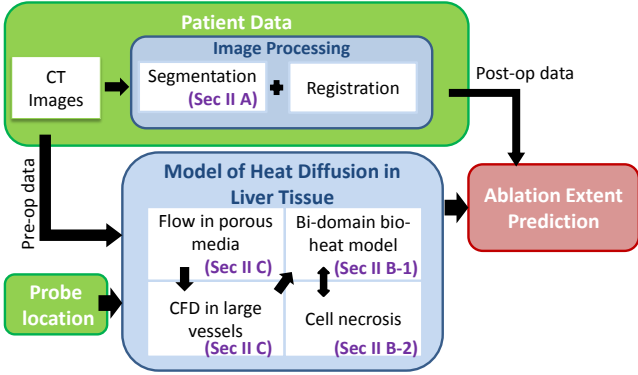 Patient Data
Image Processing
CT
Images
Segmentation
(Sec II A)
Registration
Post-op data
Pre-op data
Model of Heat Diffusion in
Liver Tissue
Flow in porous
media
(Sec II C)
Bi-domain bio-
heat model
(Sec II B-1)
CFD in large
vessels
(Sec II C)
Cell necrosis
(Sec II B-2)
Probe
location
Ablation Extent
Prediction